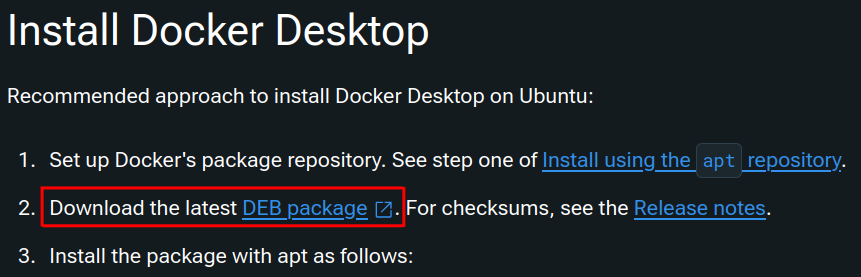 Install Docker Desktop
Recommended approach to install Docker Desktop on Ubuntu:
1. Set up Docker's package repository. See step one of Install using the apt repository.
2. Download the latest DEB package. For checksums, see the Release notes.
3. Install the package with apt as follows: